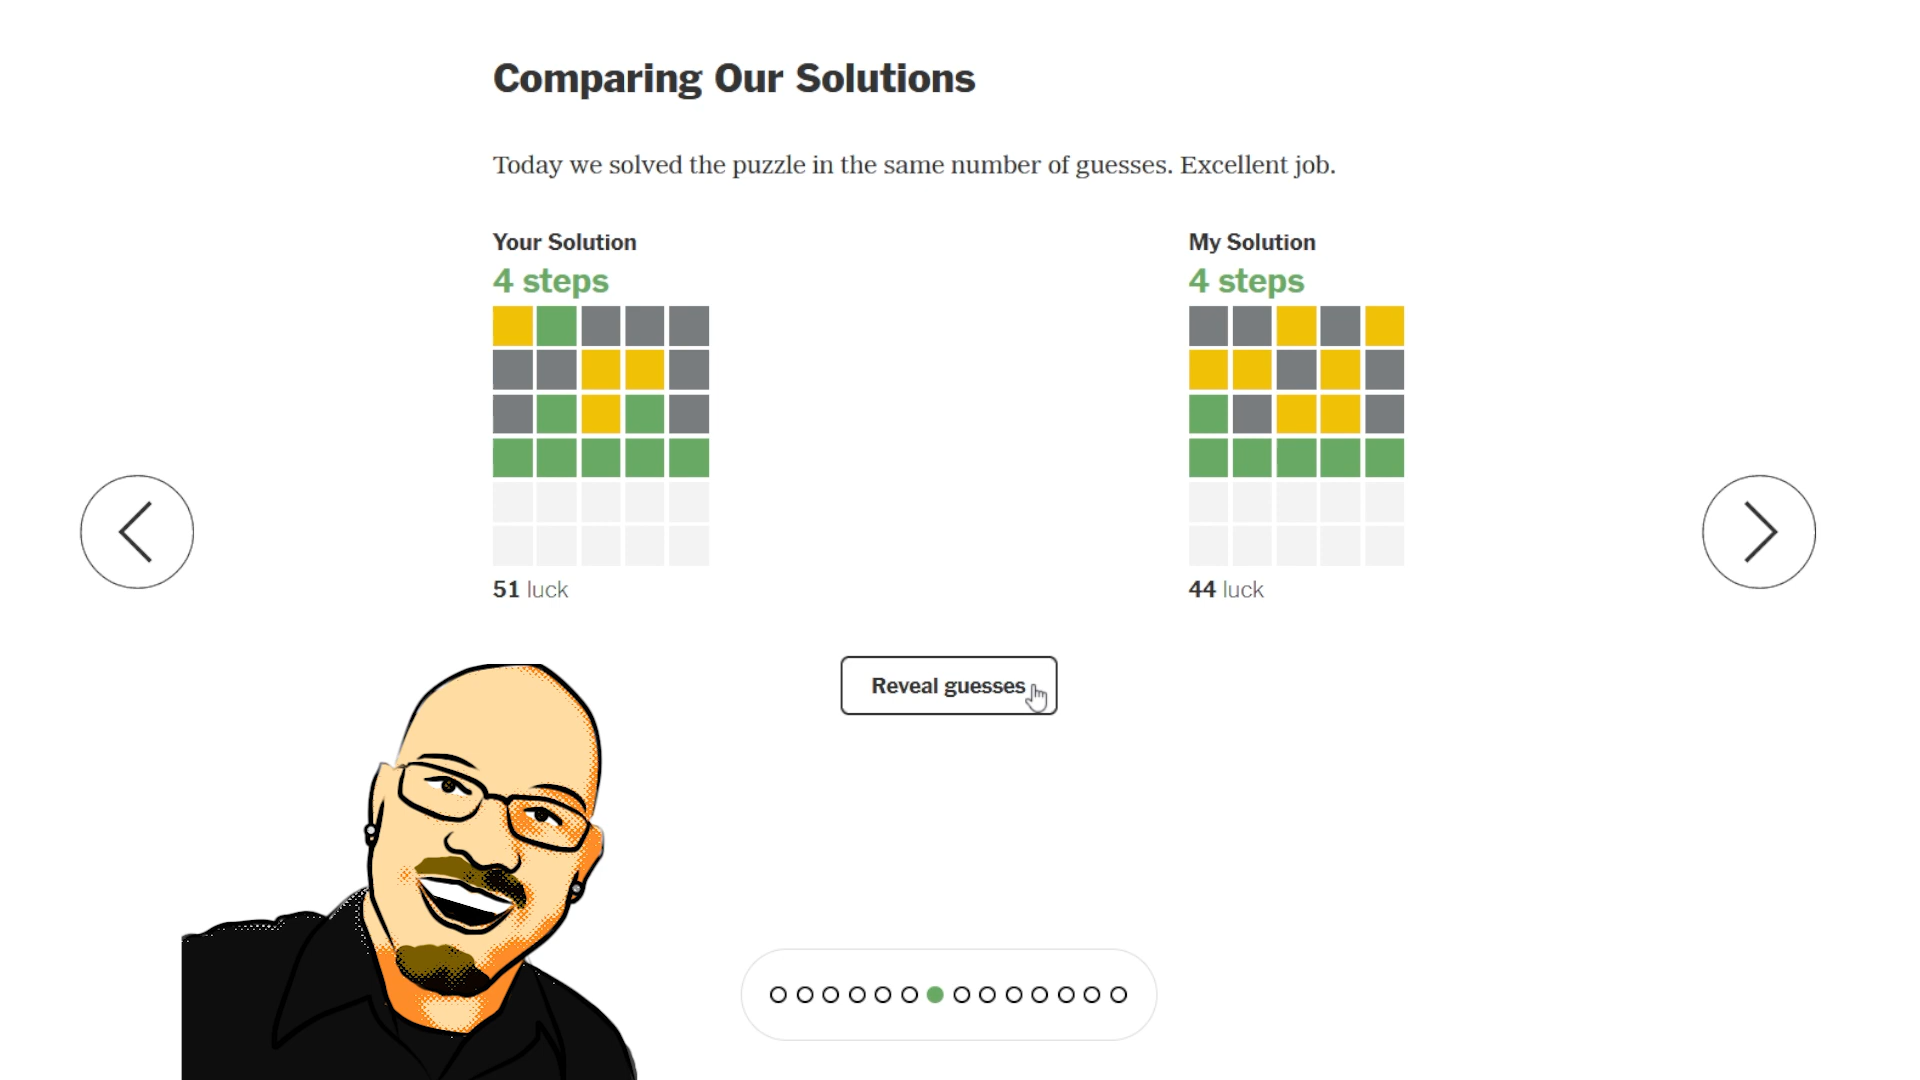 Comparing Our Solutions
Today we solved the puzzle in the same number of guesses. Excellent job.
Your Solution
4 steps
51 luck
My Solution
4 steps
44 luck
Reveal guesses